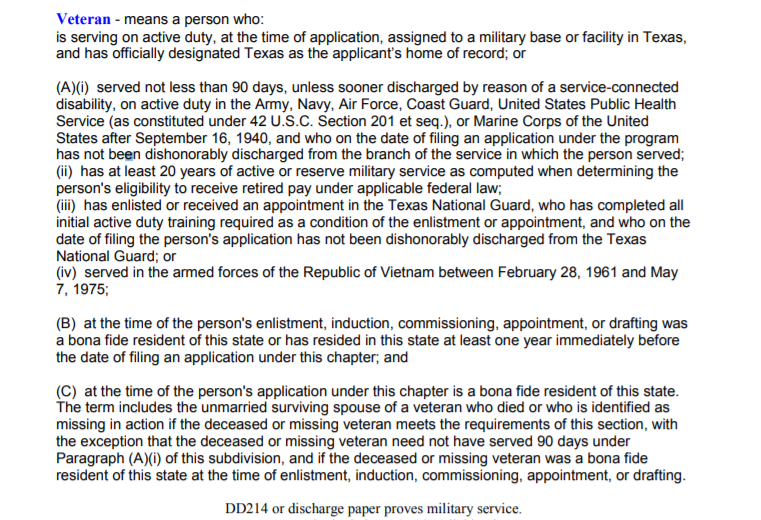 Veteran - means a person who:
is serving on active duty, at the time of application, assigned to a military base or facility in Texas,
and has officially designated Texas as the applicant's home of record; or
(A)(i) served not less than 90 days, unless sooner discharged by reason of a service-connected
disability, on active duty in the Army, Navy, Air Force, Coast Guard, United States Public Health
Service (as constituted under 42 U.S.C. Section 201 et seq.), or Marine Corps of the United
States after September 16, 1940, and who on the date of filing an application under the program
has not been dishonorably discharged from the branch of the service in which the person served;
(ii) has at least 20 years of active or reserve military service as computed when determining the
person's eligibility to receive retired pay under applicable federal law;
(iii) has enlisted or received an appointment in the Texas National Guard, who has completed all
initial active duty training required as a condition of the enlistment or appointment, and who on the
date of filing the person's application has not been dishonorably discharged from the Texas
National Guard; or
(iv) served in the armed forces of the Republic of Vietnam between February 28, 1961 and May
7, 1975;
(B) at the time of the person's enlistment, induction, commissioning, appointment, or drafting was
a bona fide resident of this state or has resided in this state at least one year immediately before
the date of filing an application under this chapter; and
(C) at the time of the person's application under this chapter is a bona fide resident of this state.
The term includes the unmarried surviving spouse of a veteran who died or who is identified as
missing in action if the deceased or missing veteran meets the requirements of this section, with
the exception that the deceased or missing veteran need not have served 90 days under
Paragraph (A)(i) of this subdivision, and if the deceased or missing veteran was a bona fide
resident of this state at the time of enlistment, induction, commissioning, appointment, or drafting.
DD214 or discharge paper proves military service.